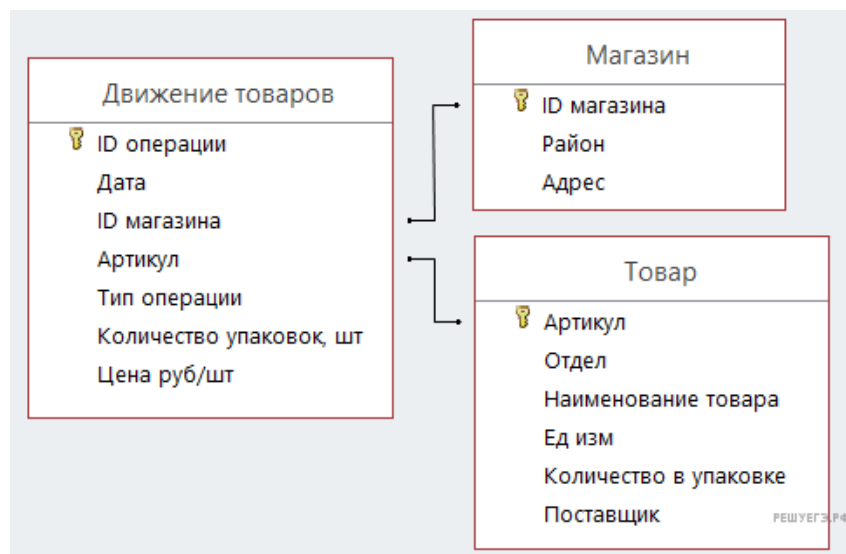 Движение товаров
ID операции
Дата
ID магазина
Артикул
Тип операции
Количество упаковок, шт
Цена руб/шт
Магазин
ID магазина
Район
Адрес
Товар
Артикул
Отдел
Наименование товара
Ед изм
Количество в упаковке
Поставщик
РЕШУЕГЭ.РФ